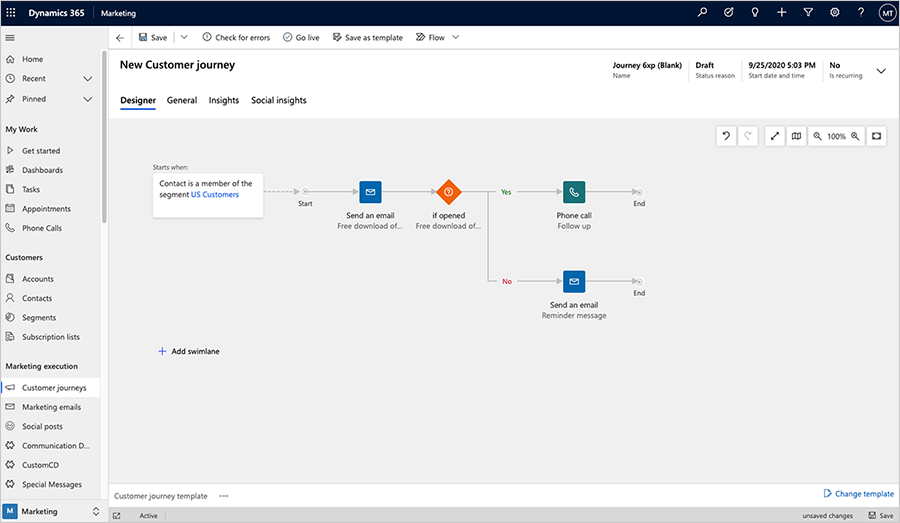 Dynamics 365 Marketing MT
Save Check for errors Go live Save as template Flow
New Customer journey
Journey 6xp (Blank) Draft 9/25/2020 5:03 PM No
Name Status reason Start date and time Is recurring
Designer General Insights Social insights
Home
Recent
Pinned
My Work
Get started
Dashboards
Tasks
Appointments
Phone Calls
Customers
Accounts
Contacts
Segments
Subscription lists
Marketing execution
Customer journeys
Marketing emails
Social posts
Communication D...
CustomCD
Special Messages
M Marketing
100%
Starts when:
Contact is a member of the
segment US Customers
Start
Send an email
Free download of...
if opened
Free download of...
Yes
Phone call
Follow up
End
No
Send an email
Reminder message
End
Add swimlane
Customer journey template ... Change template
Active unsaved changes Save